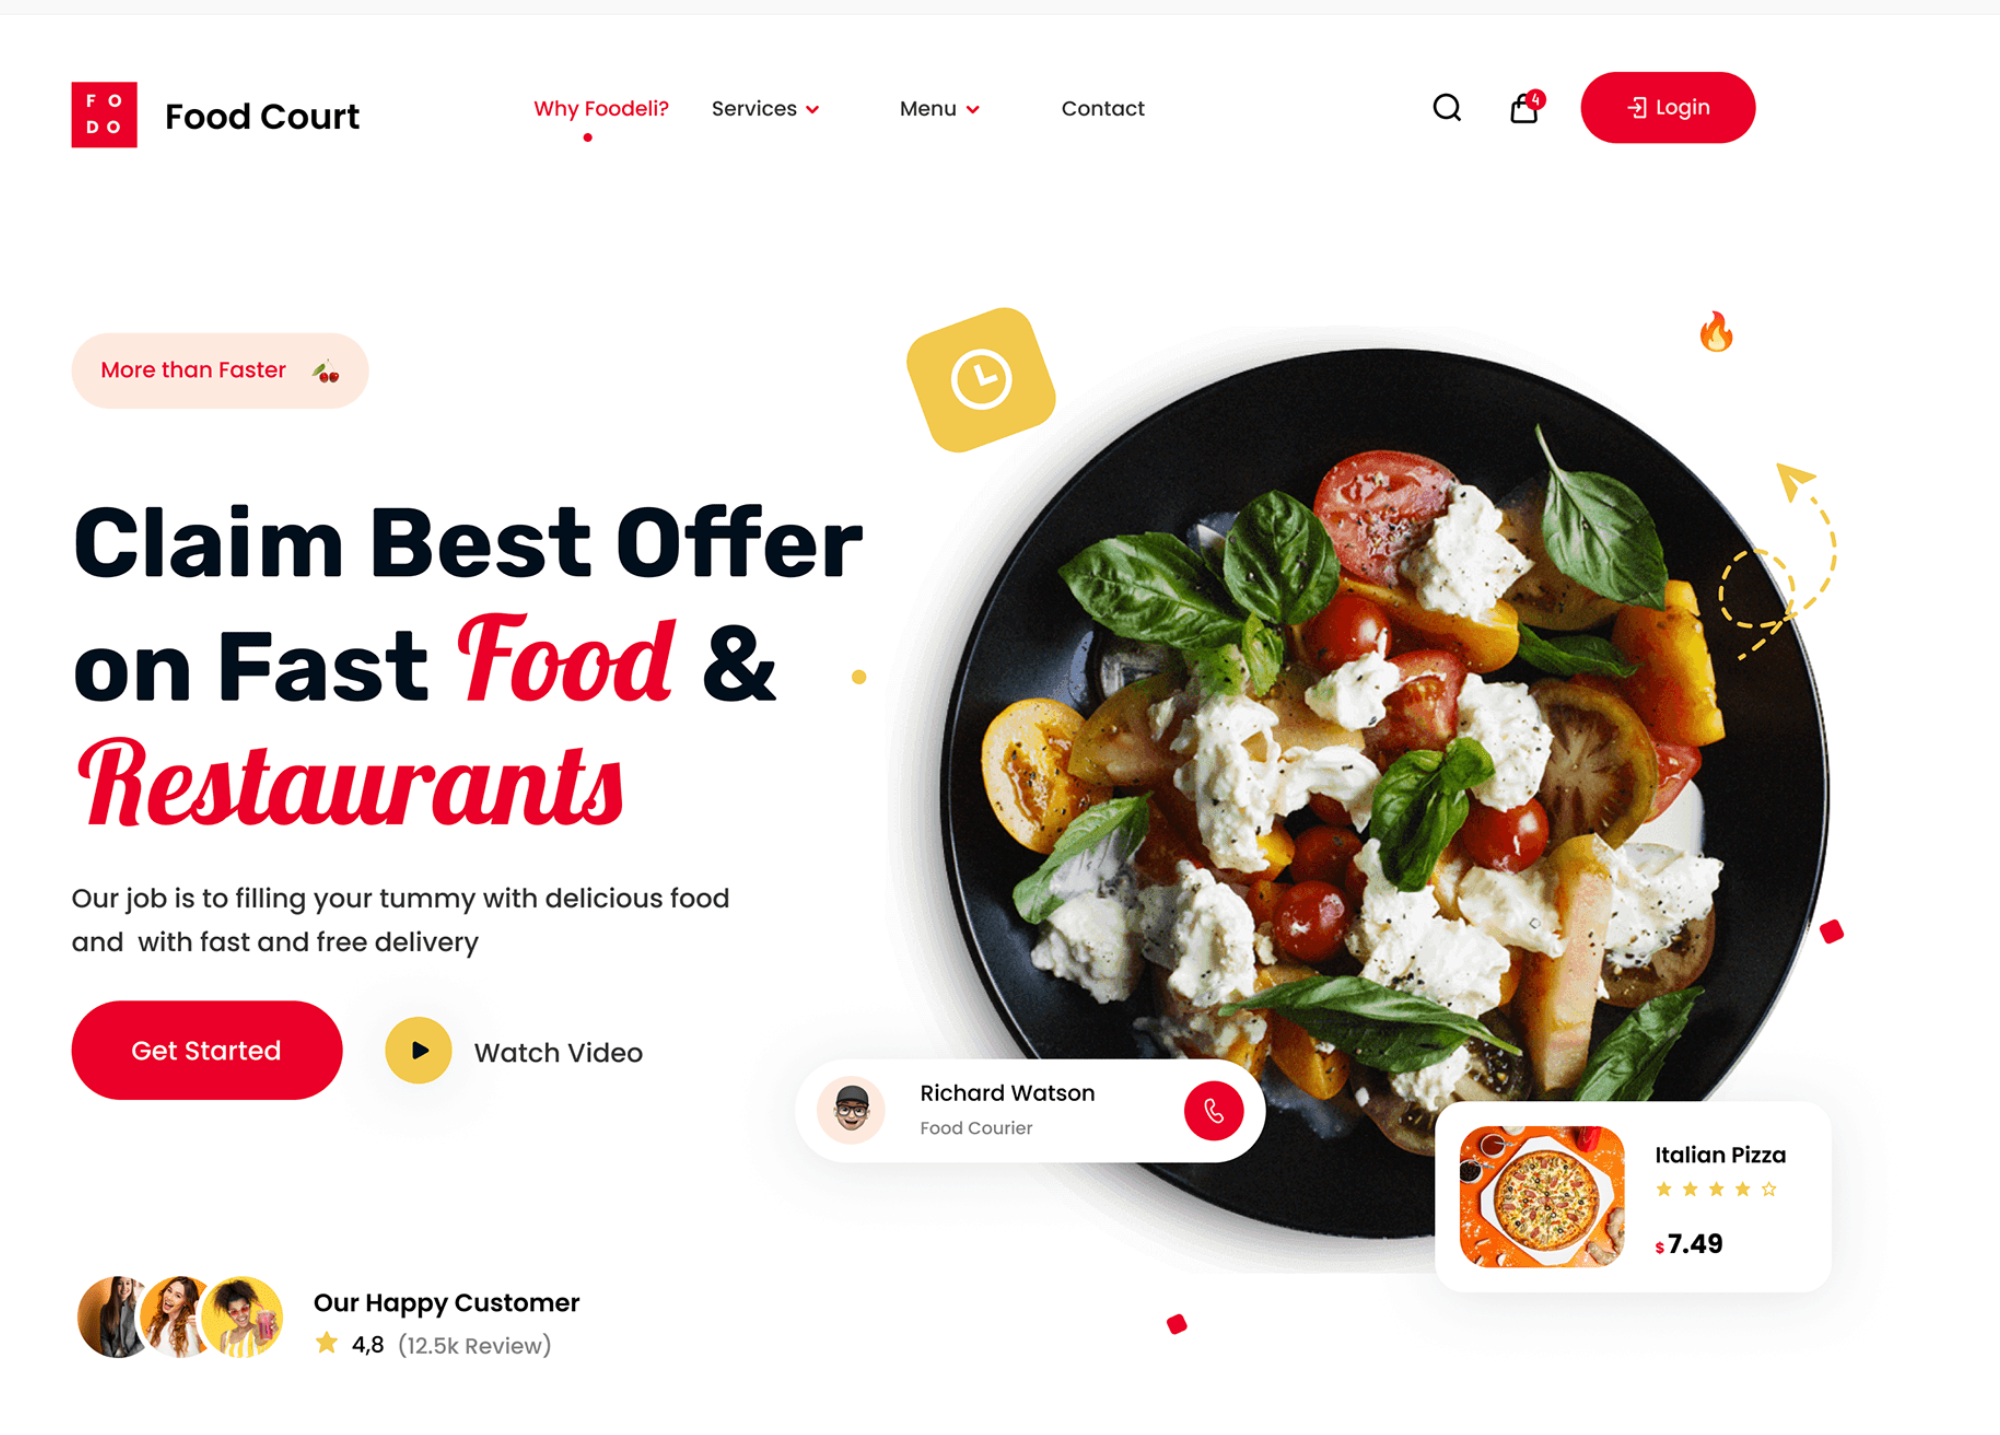 F O
D O
Food Court
Why Foodeli?
Services
Menu
Contact
4
Login
More than Faster
Claim Best Offer
on Fast Food &
Restaurants
Our job is to filling your tummy with delicious food
and  with fast and free delivery
Get Started
Watch Video
Richard Watson
Food Courier
Italian Pizza
$7.49
Our Happy Customer
4,8 (12.5k Review)